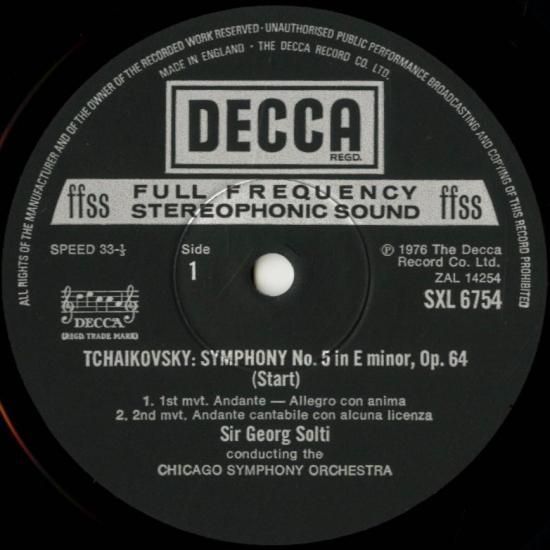 ALL RIGHTS OF THE MANUFACTURER AND OF THE OWNER OF THE RECORDED WORK RESERVED · UNAUTHORISED PUBLIC PERFORMANCE BROADCASTING AND COPYING OF THIS RECORD PROHIBITED
MADE IN ENGLAND · THE DECCA RECORD CO. LTD.
DECCA
REGD.
ffss FULL FREQUENCY ffss
STEREOPHONIC SOUND
SPEED 33-⅓
Side
1
℗ 1976 The Decca
Record Co. Ltd.
ZAL 14254
SXL 6754
DECCA
(REGD. TRADE MARK)
TCHAIKOVSKY: SYMPHONY No. 5 in E minor, Op. 64
(Start)
1. 1st mvt. Andante — Allegro con anima
2. 2nd mvt. Andante cantabile con alcuna licenza
Sir Georg Solti
conducting the
CHICAGO SYMPHONY ORCHESTRA